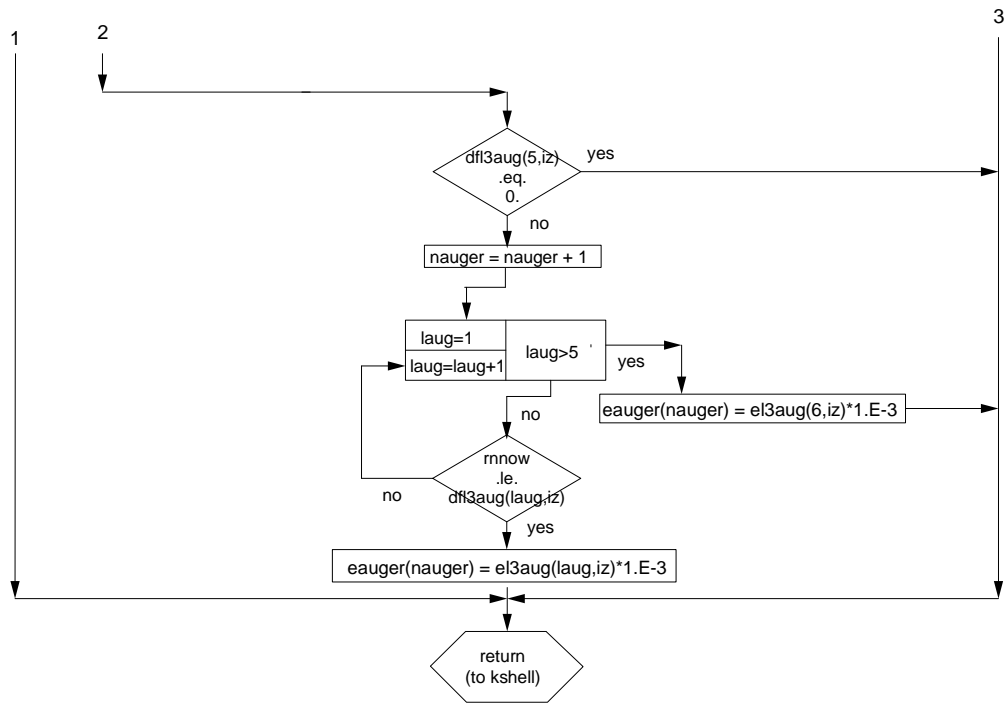 1
2
3
dfl3aug(5,iz)
.eq.
0.
yes
no
nauger = nauger + 1
laug=1
laug=laug+1
laug>5 '
yes
no
eauger(nauger) = el3aug(6,iz)*1.E-3
rnnow
.le.
dfl3aug(laug,iz)
no
yes
eauger(nauger) = el3aug(laug,iz)*1.E-3
return
(to kshell)